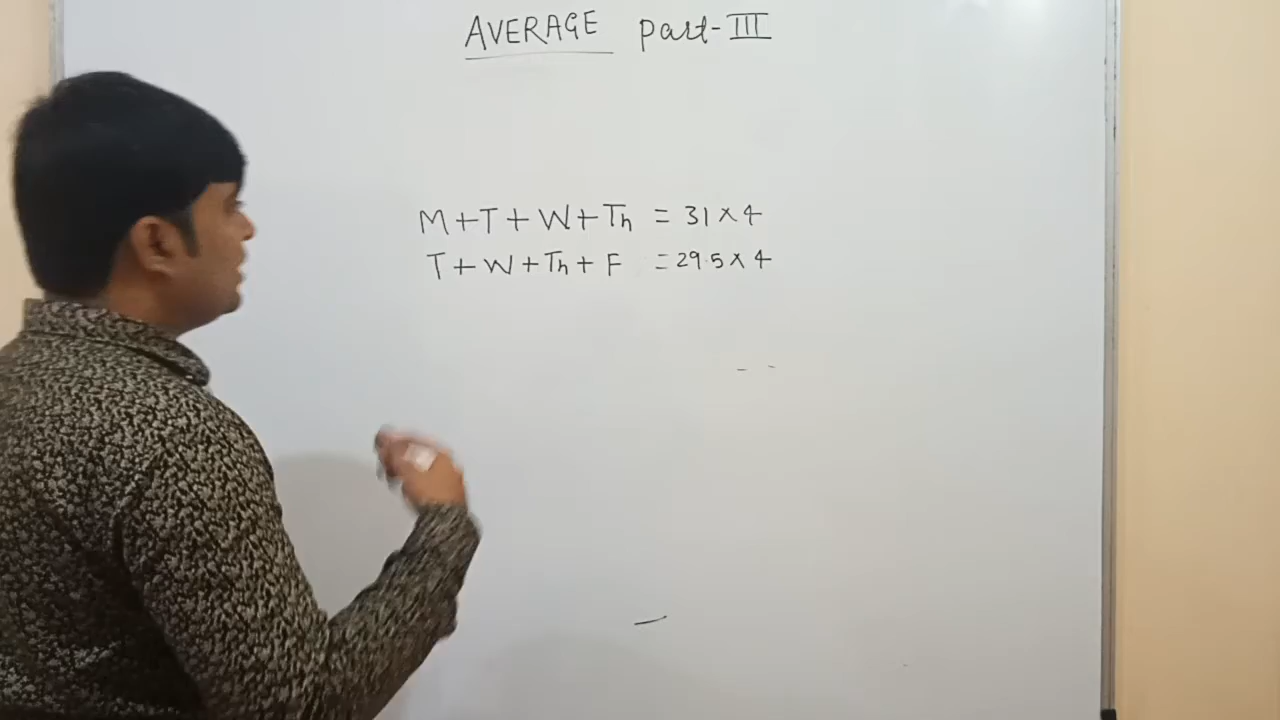 AVERAGE part-III
M+T+W+Th = 31×4
T+W+Th+F = 29.5×4